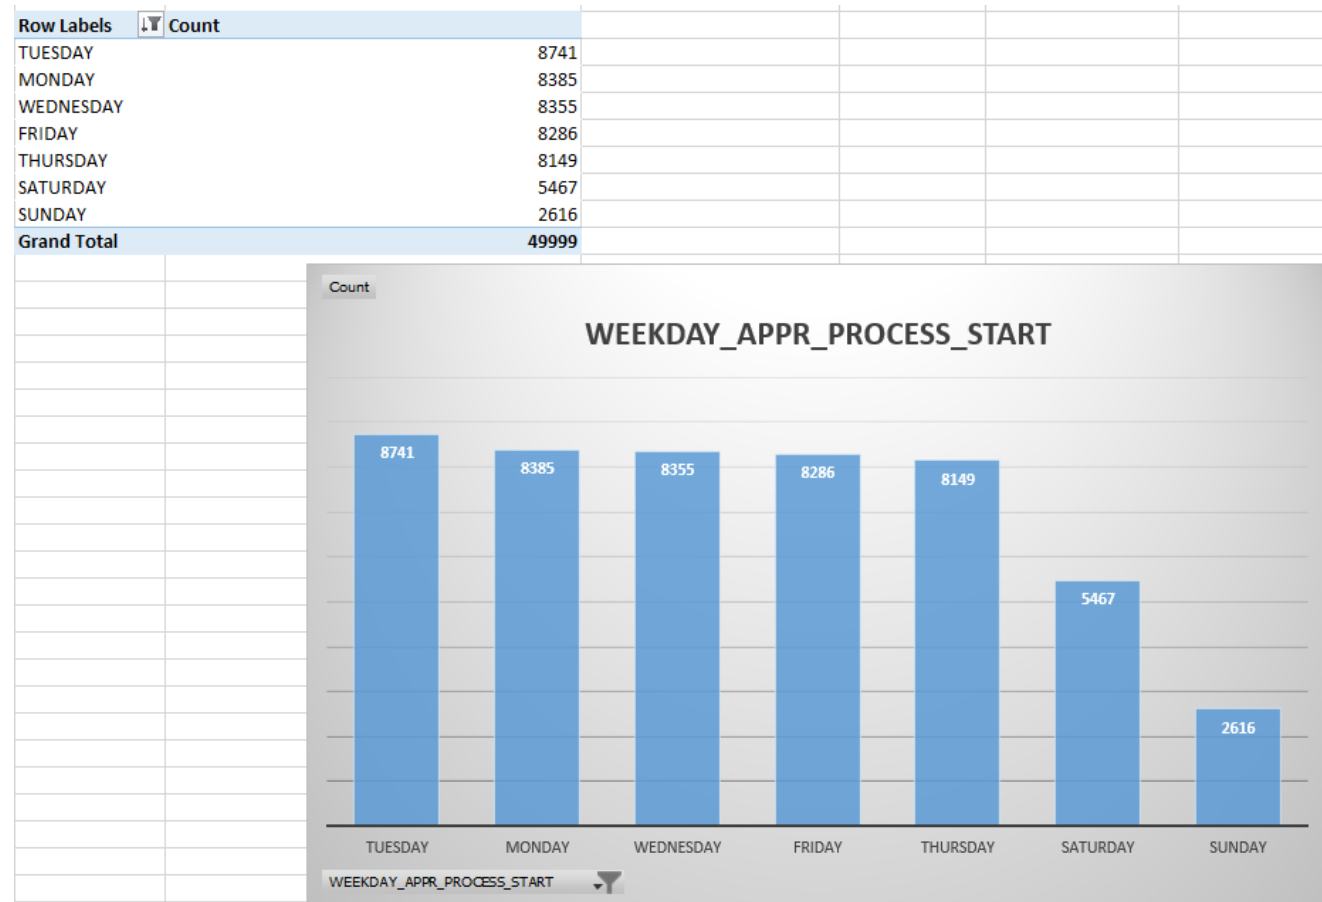 Row Labels Count
TUESDAY 8741
MONDAY 8385
WEDNESDAY 8355
FRIDAY 8286
THURSDAY 8149
SATURDAY 5467
SUNDAY 2616
Grand Total 49999
Count
WEEKDAY_APPR_PROCESS_START
8741 8385 8355 8286 8149 5467 2616
TUESDAY MONDAY WEDNESDAY FRIDAY THURSDAY SATURDAY SUNDAY
WEEKDAY_APPR_PROCESS_START